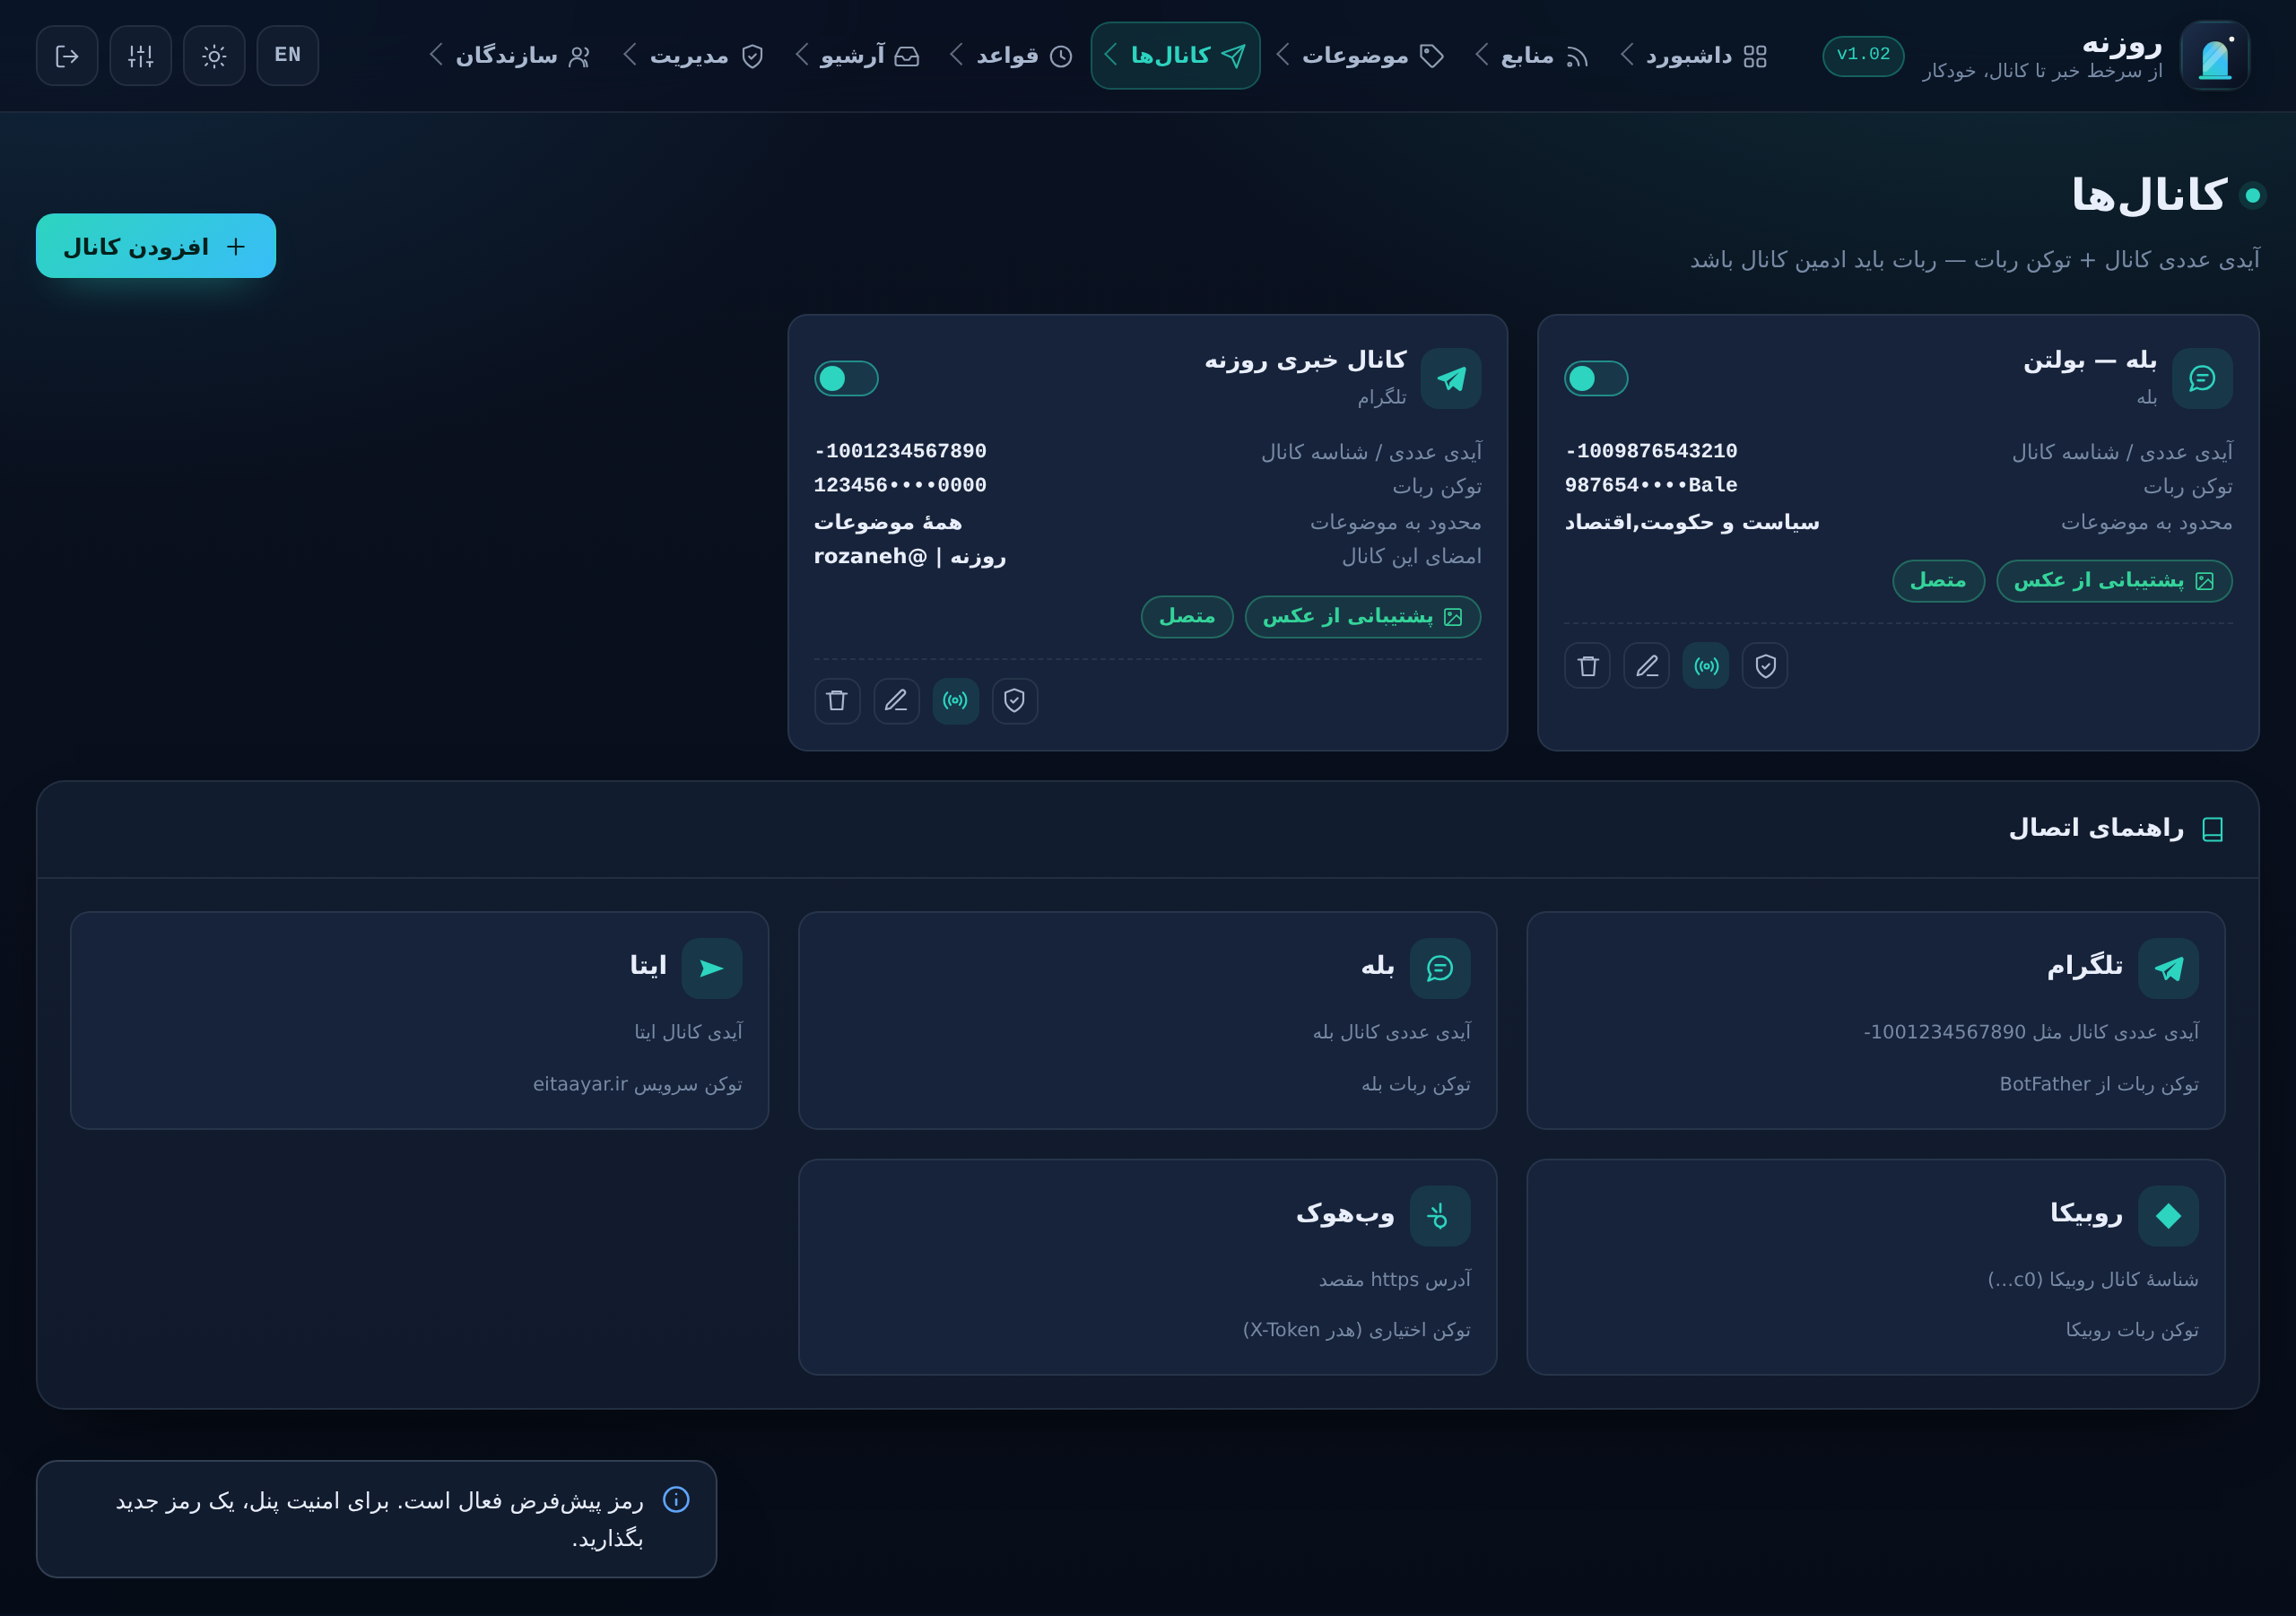 روزنه
از سرخط خبر تا کانال، خودکار
v1.02
داشبورد
منابع
موضوعات
کانال‌ها
قواعد
آرشیو
مدیریت
سازندگان
EN
کانال‌ها
آیدی عددی کانال + توکن ربات — ربات باید ادمین کانال باشد
افزودن کانال
بله — بولتن
بله
آیدی عددی / شناسه کانال
-1009876543210
توکن ربات
987654••••Bale
محدود به موضوعات
سیاست و حکومت,اقتصاد
پشتیبانی از عکس
متصل
کانال خبری روزنه
تلگرام
آیدی عددی / شناسه کانال
-1001234567890
توکن ربات
123456••••0000
محدود به موضوعات
همهٔ موضوعات
امضای این کانال
روزنه | @rozaneh
پشتیبانی از عکس
متصل
راهنمای اتصال
تلگرام
آیدی عددی کانال مثل 1001234567890-
توکن ربات از BotFather
بله
آیدی عددی کانال بله
توکن ربات بله
ایتا
آیدی کانال ایتا
توکن سرویس eitaayar.ir
روبیکا
شناسهٔ کانال روبیکا (c0…)
توکن ربات روبیکا
وب‌هوک
آدرس https مقصد
توکن اختیاری (هدر X-Token)
رمز پیش‌فرض فعال است. برای امنیت پنل، یک رمز جدید
بگذارید.